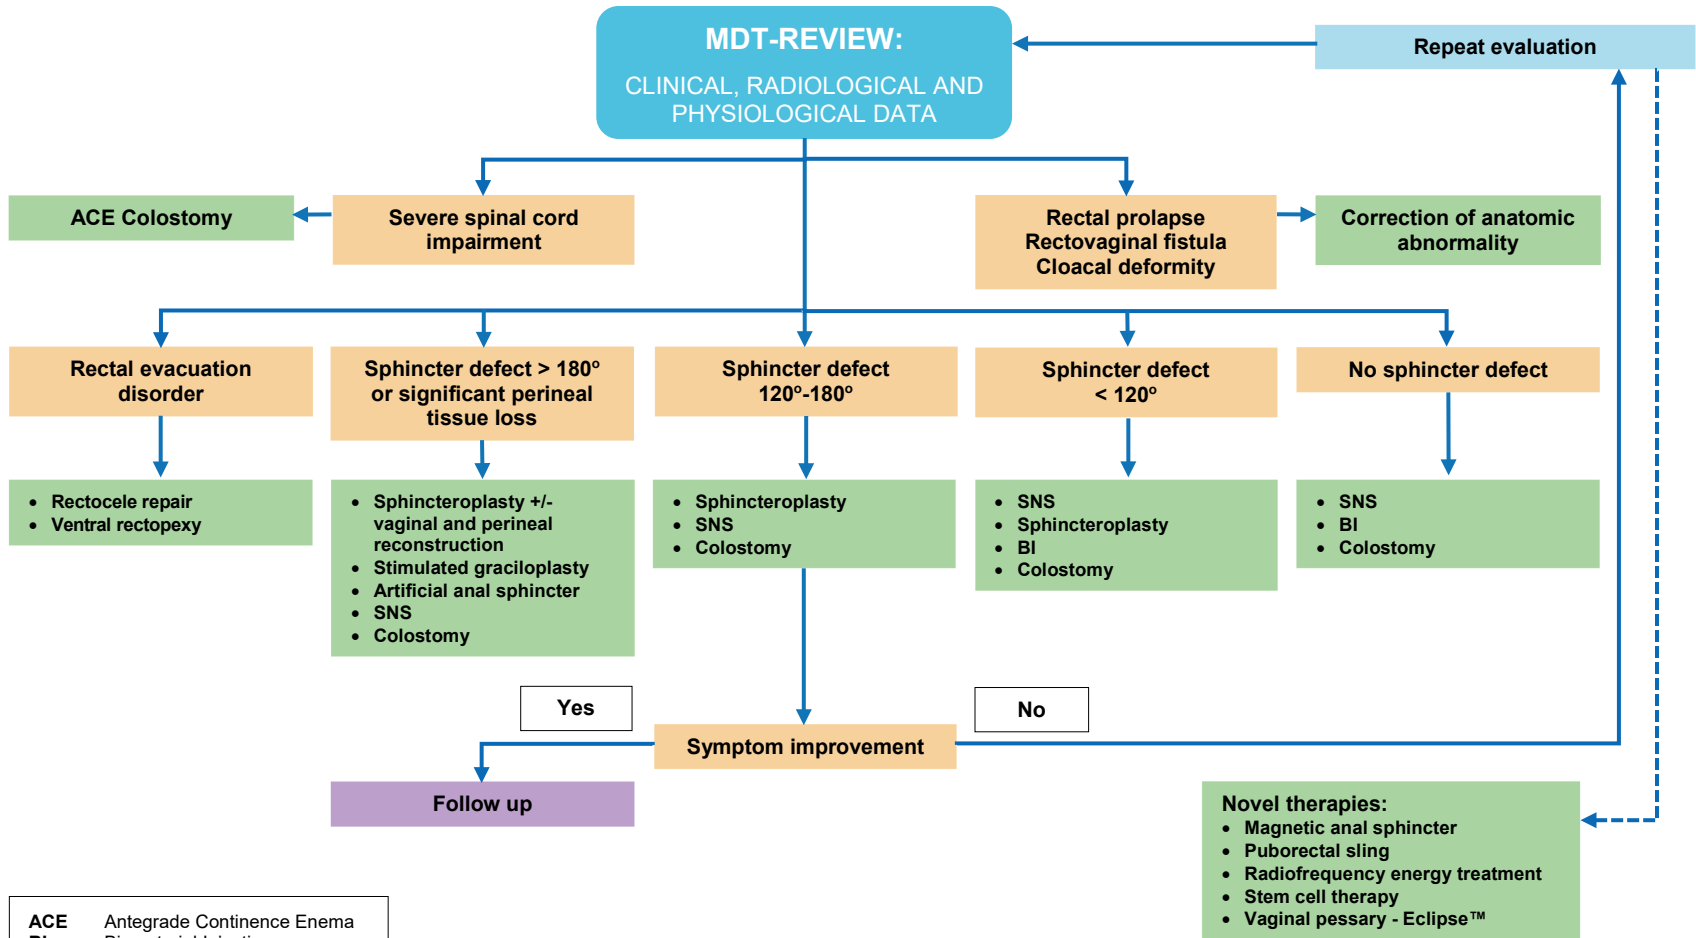 MDT-REVIEW:
CLINICAL, RADIOLOGICAL AND
PHYSIOLOGICAL DATA
Repeat evaluation
ACE Colostomy
Severe spinal cord
impairment
Rectal prolapse
Rectovaginal fistula
Cloacal deformity
Correction of anatomic
abnormality
Rectal evacuation
disorder
Sphincter defect > 180º
or significant perineal
tissue loss
Sphincter defect
120º-180º
Sphincter defect
< 120º
No sphincter defect
• Rectocele repair
• Ventral rectopexy
• Sphincteroplasty +/-
vaginal and perineal
reconstruction
• Stimulated graciloplasty
• Artificial anal sphincter
• SNS
• Colostomy
• Sphincteroplasty
• SNS
• Colostomy
• SNS
• Sphincteroplasty
• BI
• Colostomy
• SNS
• BI
• Colostomy
Yes
No
Symptom improvement
Follow up
Novel therapies:
• Magnetic anal sphincter
• Puborectal sling
• Radiofrequency energy treatment
• Stem cell therapy
• Vaginal pessary - Eclipse™
ACE Antegrade Continence Enema